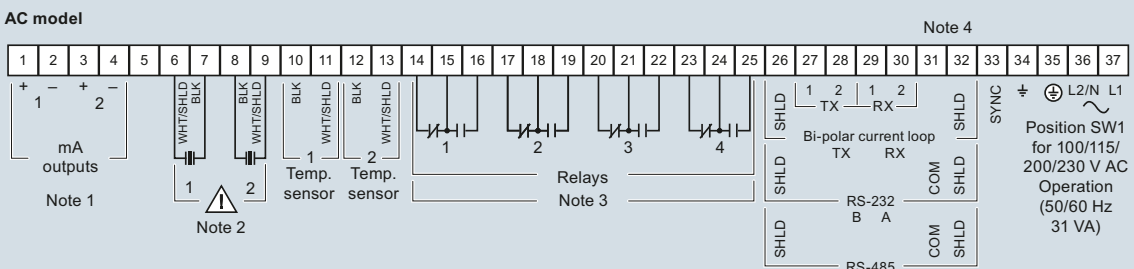 AC model
Note 4
1 2 3 4 5 6 7 8 9 10 11 12 13 14 15 16 17 18 19 20 21 22 23 24 25 26 27 28 29 30 31 32 33 34 35 36 37
+ – + –
1 2
mA
outputs
Note 1
WHT/SHLD
BLK
BLK
WHT/SHLD
1 2
Note 2
BLK
WHT/SHLD
1
Temp.
sensor
BLK
WHT/SHLD
2
Temp.
sensor
1 2 3 4
Relays
Note 3
SHLD
1 2 1 2
TX RX
SHLD
Bi-polar current loop
TX RX
SHLD
COM
SHLD
RS-232
B A
SHLD
COM
SHLD
RS-485
SYNC
L2/N L1
Position SW1
for 100/115/
200/230 V AC
Operation
(50/60 Hz
31 VA)